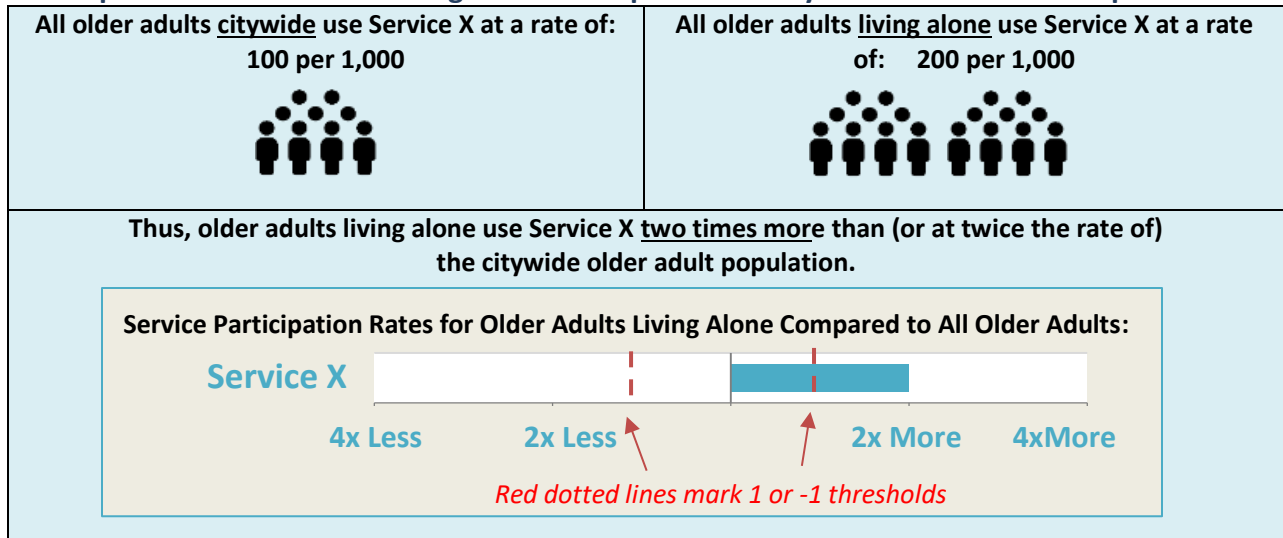 All older adults citywide use Service X at a rate of:
100 per 1,000
All older adults living alone use Service X at a rate
of: 200 per 1,000
Thus, older adults living alone use Service X two times more than (or at twice the rate of)
the citywide older adult population.
Service Participation Rates for Older Adults Living Alone Compared to All Older Adults:
Service X
4x Less 2x Less 2x More 4xMore
Red dotted lines mark 1 or -1 thresholds